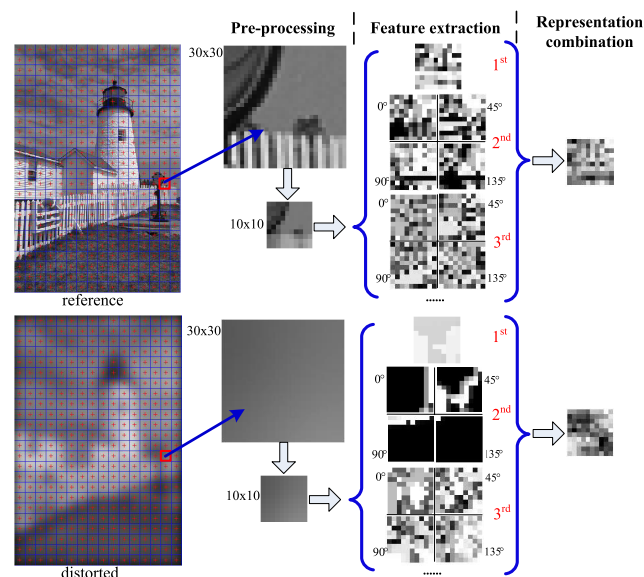 Pre-processing
Feature extraction
Representation
combination
30x30
1st
0°
45°
2nd
90°
135°
10x10
0°
45°
3rd
90°
135°
......
reference
30x30
1st
0°
45°
2nd
90°
135°
10x10
0°
45°
3rd
90°
135°
......
distorted